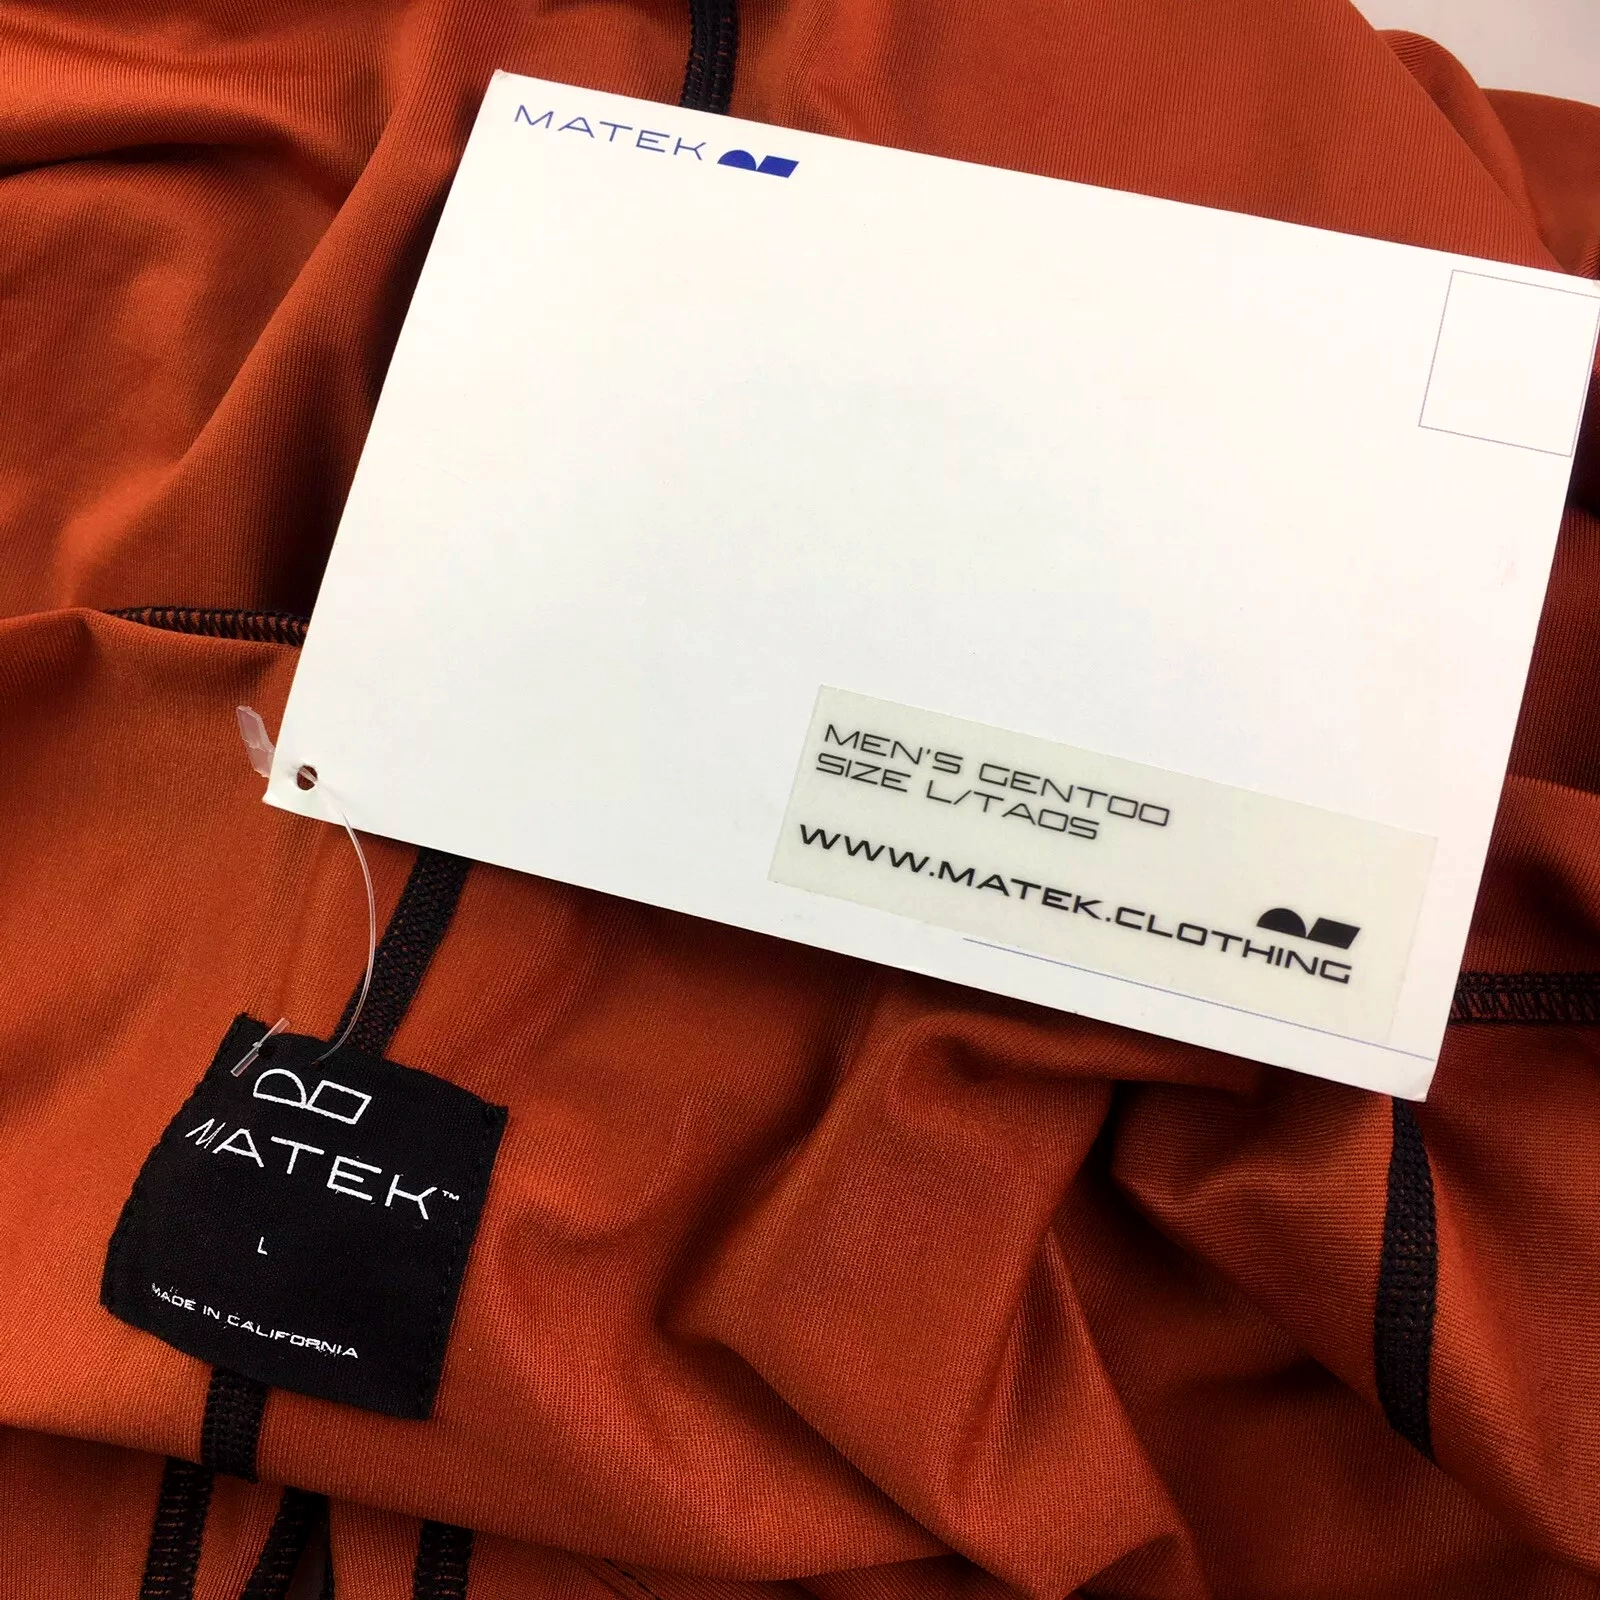 MATEK
MEN'S GENTOO
SIZE L/TAOS
WWW.MATEK.CLOTHING
MATEK™
L
MADE IN CALIFORNIA